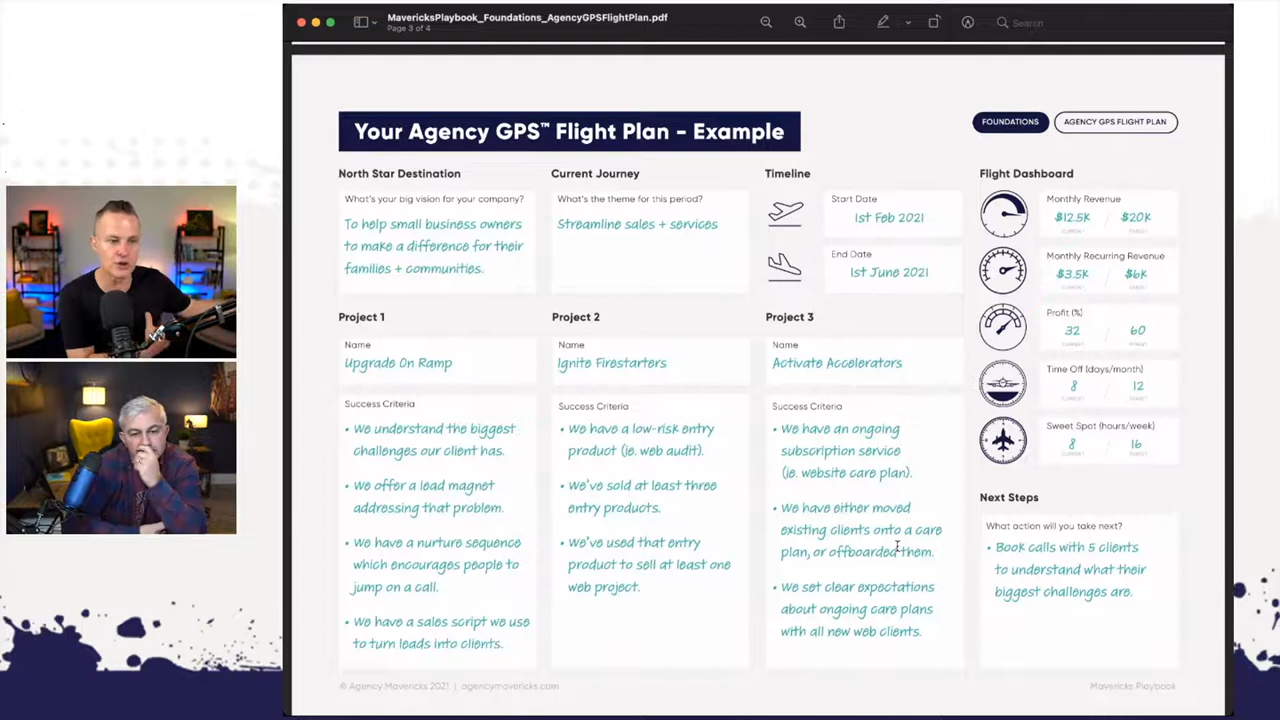 MavericksPlaybook_Foundations_AgencyGPSFlightPlan.pdf
Page 3 of 4
Search
Your Agency GPS™ Flight Plan - Example
FOUNDATIONS
AGENCY GPS FLIGHT PLAN
North Star Destination
What's your big vision for your company?
To help small business owners
to make a difference for their
families + communities.
Current Journey
What's the theme for this period?
Streamline sales + services
Timeline
Start Date
1st Feb 2021
End Date
1st June 2021
Flight Dashboard
Monthly Revenue
$12.5K / $20K
CURRENT TARGET
Monthly Recurring Revenue
$3.5K / $6K
CURRENT TARGET
Profit (%)
32 / 60
CURRENT TARGET
Time Off (days/month)
8 / 12
CURRENT TARGET
Sweet Spot (hours/week)
8 / 16
CURRENT TARGET
Project 1
Name
Upgrade On Ramp
Success Criteria
• We understand the biggest
challenges our client has.
• We offer a lead magnet
addressing that problem.
• We have a nurture sequence
which encourages people to
jump on a call.
• We have a sales script we use
to turn leads into clients.
Project 2
Name
Ignite Firestarters
Success Criteria
• We have a low-risk entry
product (ie. web audit).
• We've sold at least three
entry products.
• We've used that entry
product to sell at least one
web project.
Project 3
Name
Activate Accelerators
Success Criteria
• We have an ongoing
subscription service
(ie. website care plan).
• We have either moved
existing clients onto a care
plan, or offboarded them.
• We set clear expectations
about ongoing care plans
with all new web clients.
Next Steps
What action will you take next?
• Book calls with 5 clients
to understand what their
biggest challenges are.
© Agency Mavericks 2021 | agencymavericks.com
Mavericks Playbook